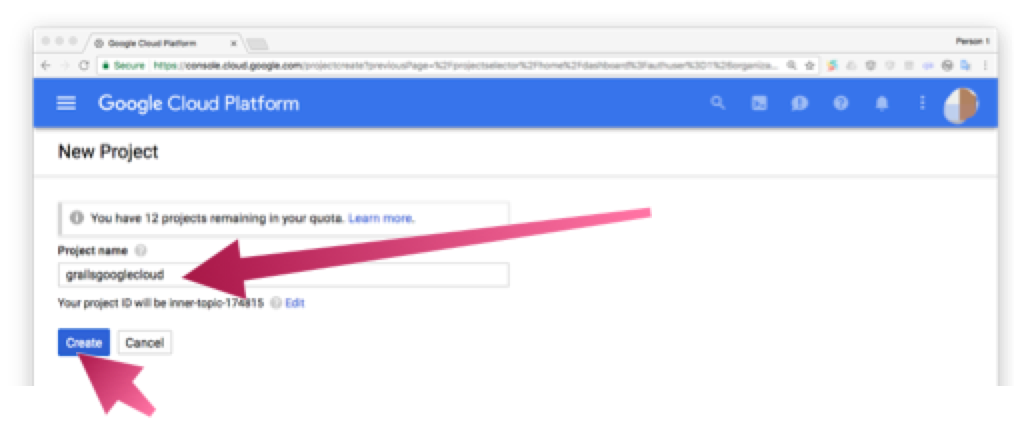 Google Cloud Platform
Person 1
Secure https://console.cloud.google.com/projectcreate?previousPage=%2Fprojectselector%2Fhome%2Fdashboard%3Fauthuser%3D1%26organiza...
Google Cloud Platform
New Project
You have 12 projects remaining in your quota. Learn more.
Project name
grailsgooglecloud
Your project ID will be inner-topic-174815 Edit
Create Cancel